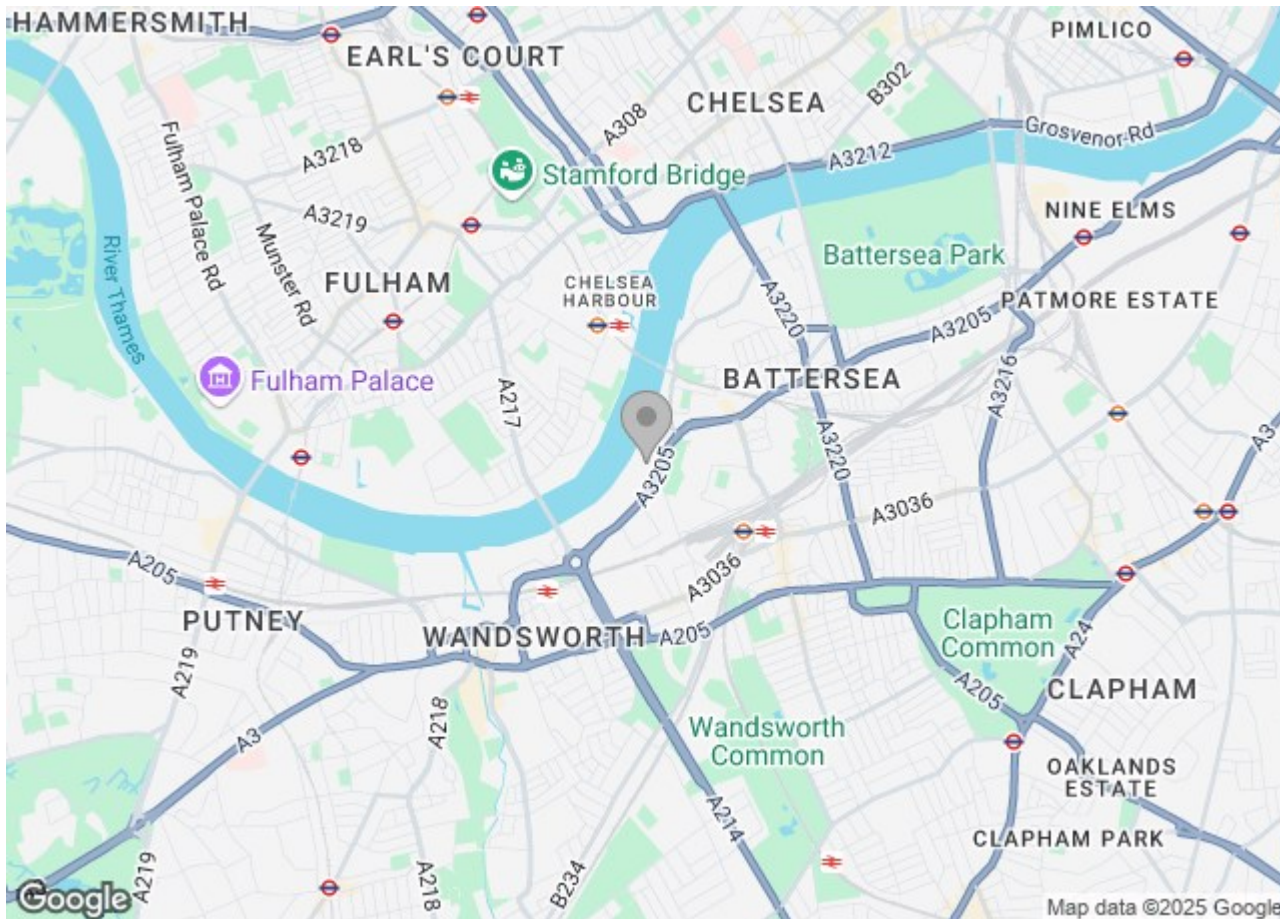 HAMMERSMITH
EARL'S COURT
PIMLICO
CHELSEA
B302
A308
Grosvenor Rd
A3212
A3218
Stamford Bridge
Fulham Palace Rd
A3219
Munster Rd
NINE ELMS
River Thames
FULHAM
CHELSEA
HARBOUR
Battersea Park
A3220
PATMORE ESTATE
A3205
Fulham Palace
A217
BATTERSEA
A3216
A3220
A3
A3205
A3036
A205
A3036
PUTNEY
WANDSWORTH
A205
Clapham
Common
A24
A219
A205
CLAPHAM
A218
Wandsworth
Common
A3
OAKLANDS
ESTATE
A214
CLAPHAM PARK
A219
A218
B234
Google
Map data ©2025 Google